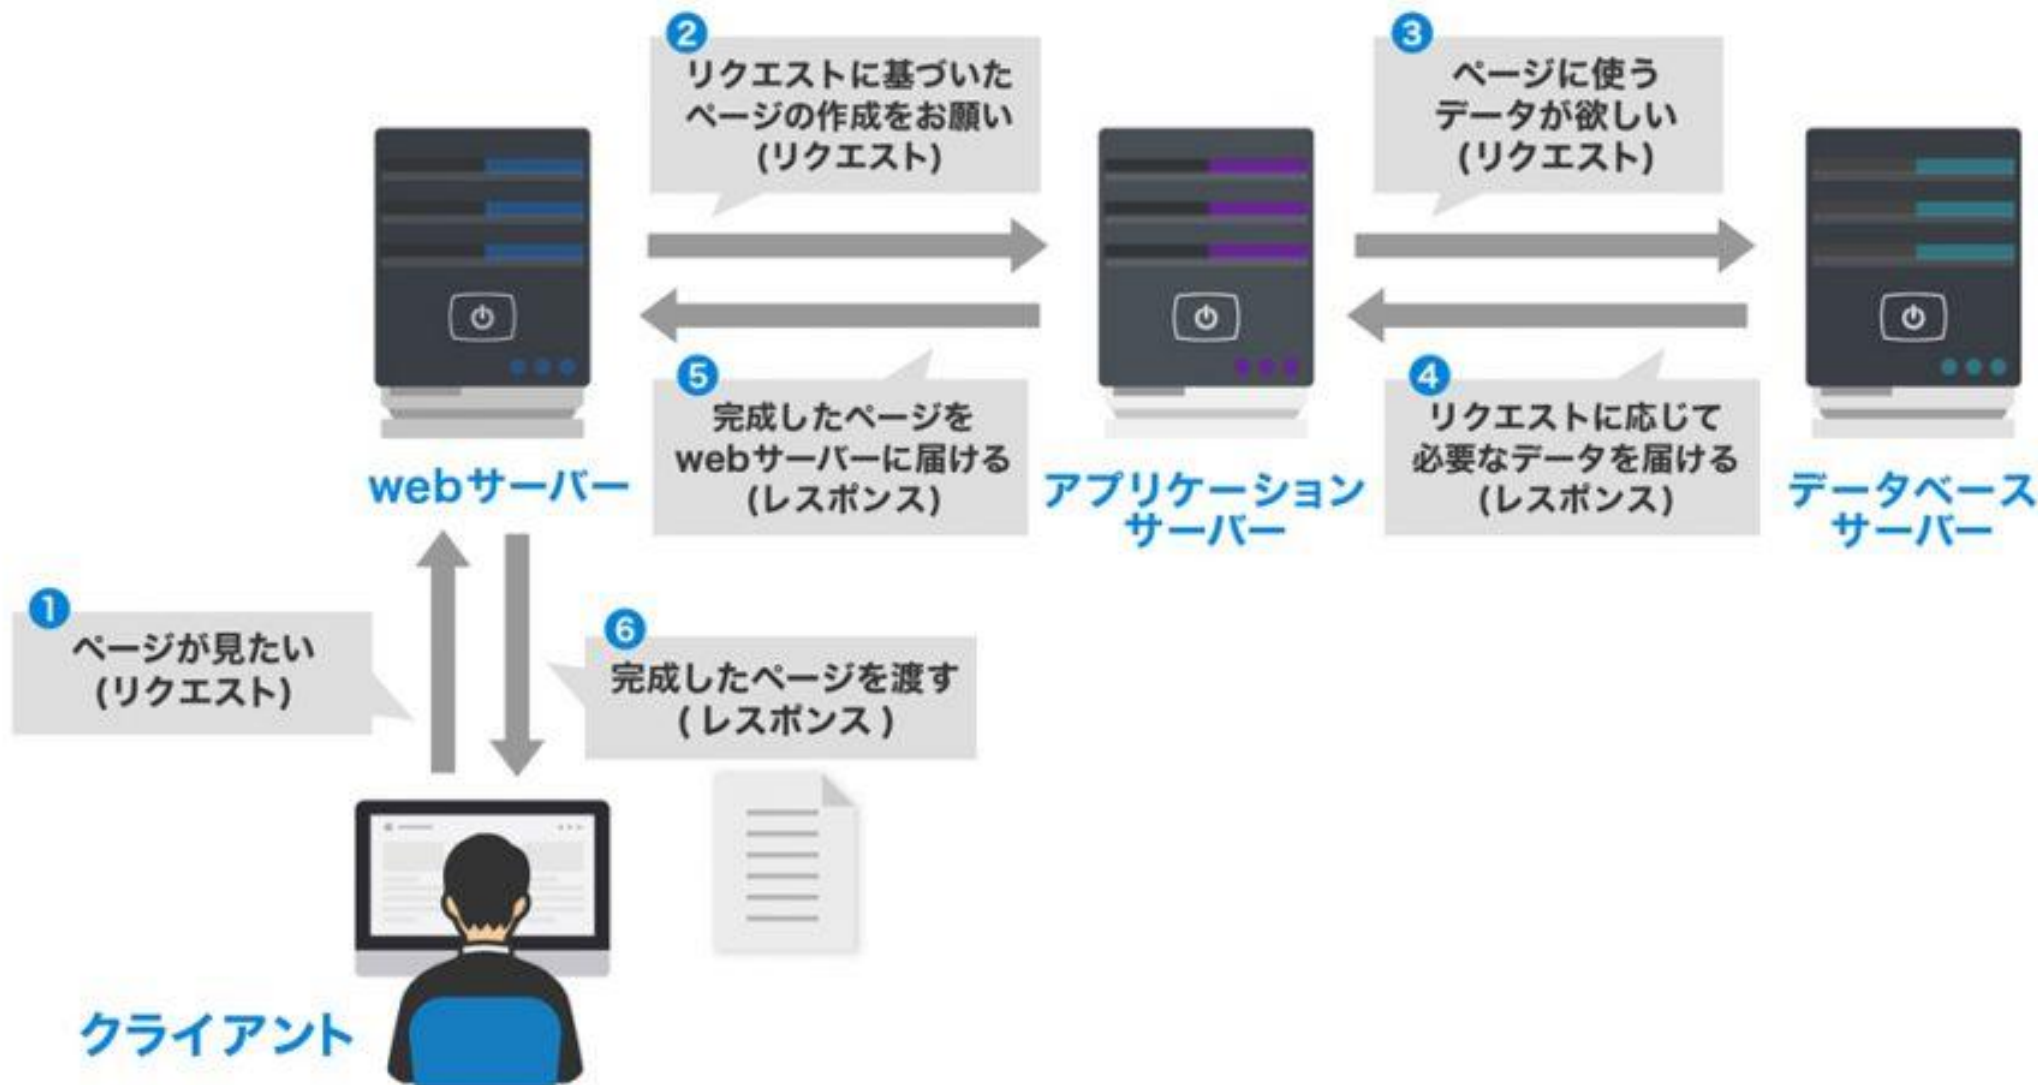 2
リクエストに基づいた
ページの作成をお願い
(リクエスト)
3
ページに使う
データが欲しい
(リクエスト)
5
完成したページを
webサーバーに届ける
(レスポンス)
4
リクエストに応じて
必要なデータを届ける
(レスポンス)
webサーバー
アプリケーション
サーバー
データベース
サーバー
1
ページが見たい
(リクエスト)
6
完成したページを渡す
( レスポンス )
クライアント